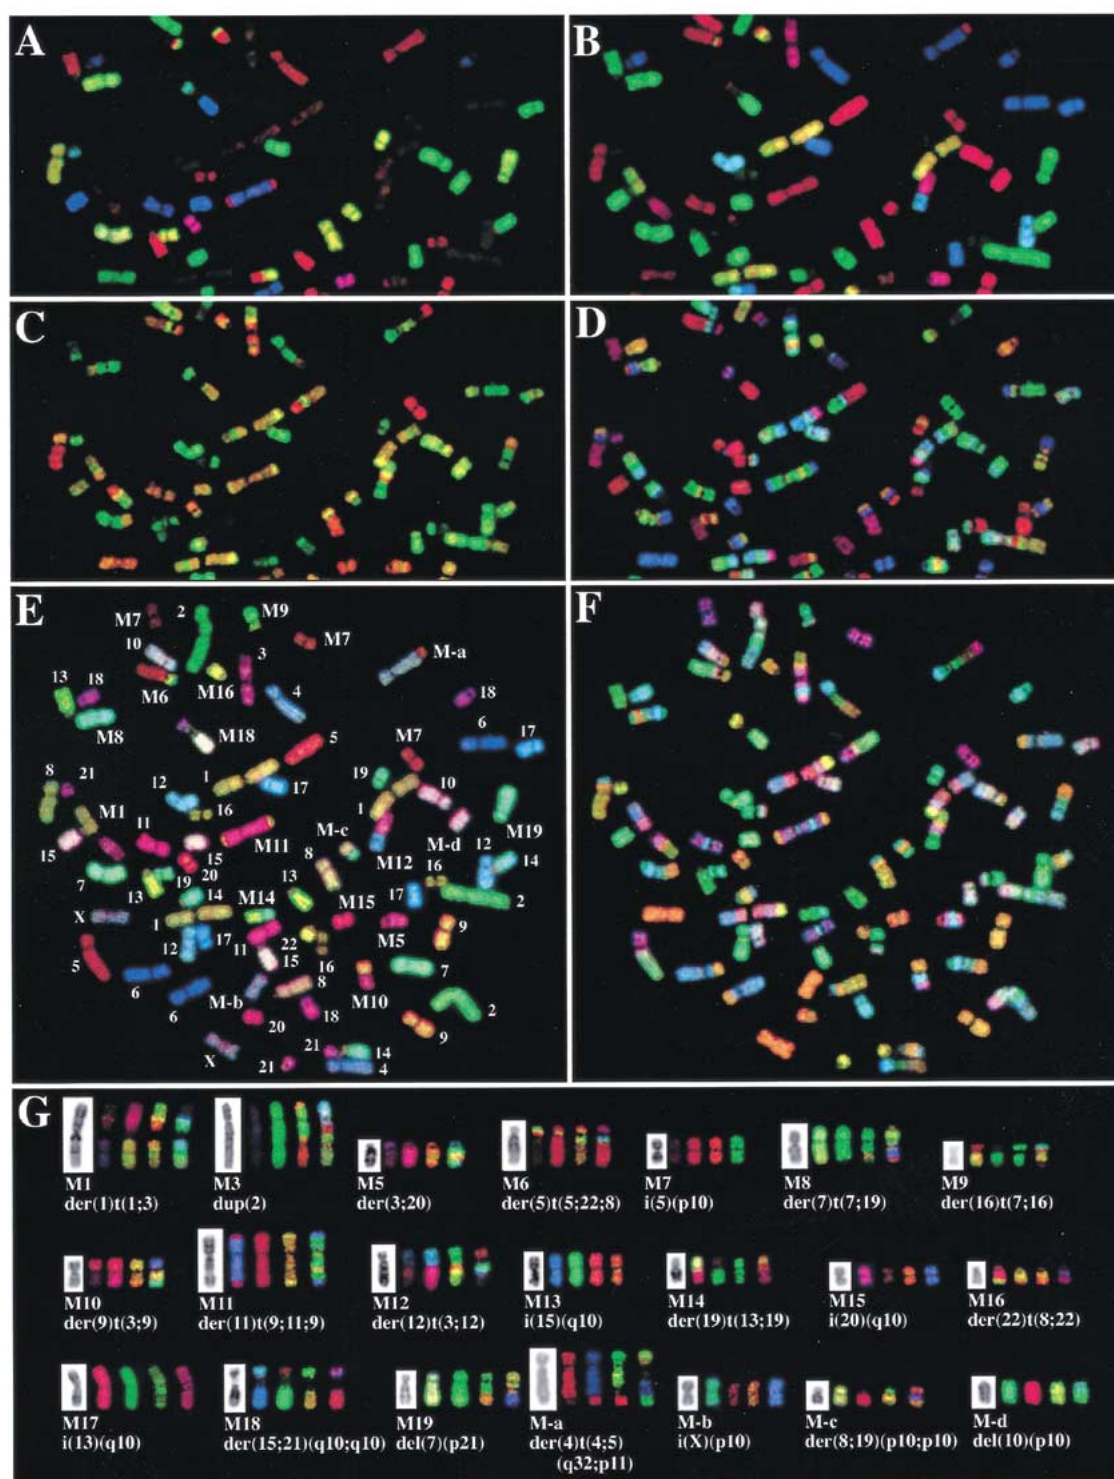 A
B
C
D
E
F
M7
2
M9
10
M7
3
M-a
13
18
M6
M16
4
18
M8
M18
6
17
5
M7
8
21
12
1
17
19
10
16
1
M1
11
M19
15
15
M11
M-c
M-d
20
8
M12
12
14
7
16
13
19
13
17
14
M14
M15
2
X
1
9
22
M5
12
17
11
16
5
15
7
6
8
M-b
M10
6
18
2
20
9
X
21
14
21
4
G
M1
der(1)t(1;3)
M3
dup(2)
M5
der(3;20)
M6
der(5)t(5;22;8)
M7
i(5)(p10)
M8
der(7)t(7;19)
M9
der(16)t(7;16)
M10
der(9)t(3;9)
M11
der(11)t(9;11;9)
M12
der(12)t(3;12)
M13
i(15)(q10)
M14
der(19)t(13;19)
M15
i(20)(q10)
M16
der(22)t(8;22)
M17
i(13)(q10)
M18
der(15;21)(q10;q10)
M19
del(7)(p21)
M-a
der(4)t(4;5)
(q32;p11)
M-b
i(X)(p10)
M-c
der(8;19)(p10;p10)
M-d
del(10)(p10)